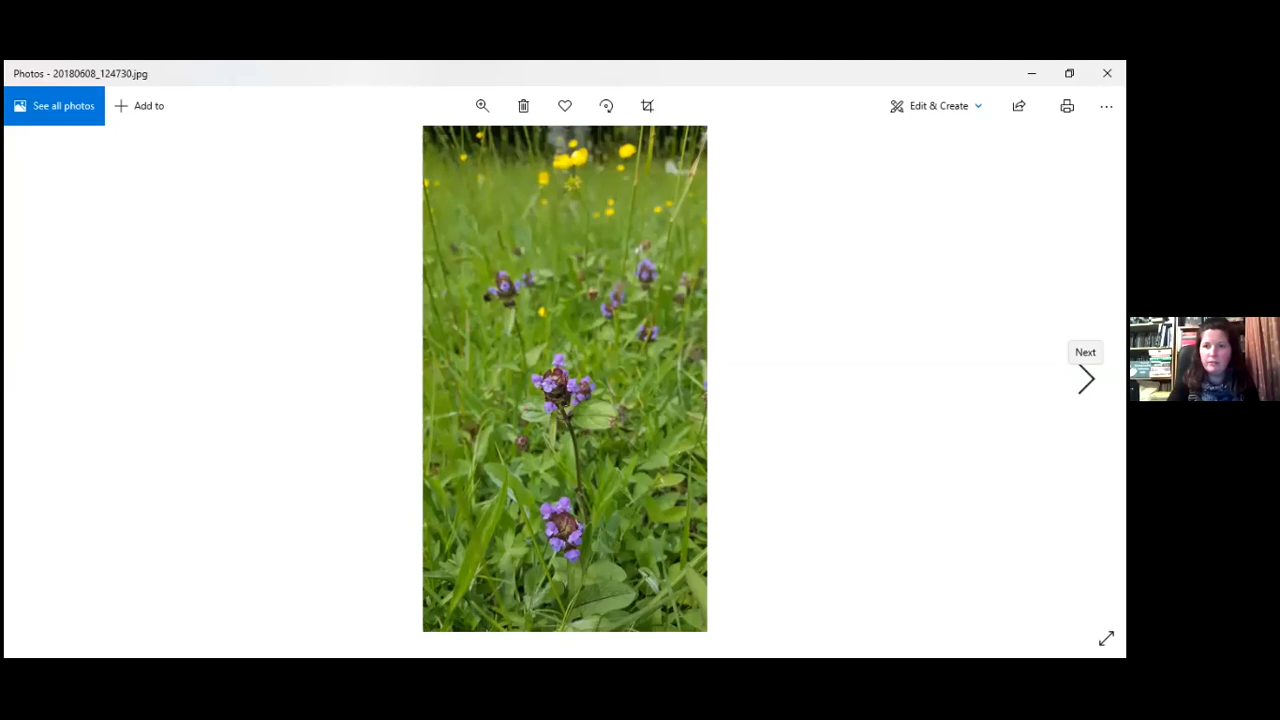 Photos - 20180608_124730.jpg
See all photos
Add to
Edit & Create
Next